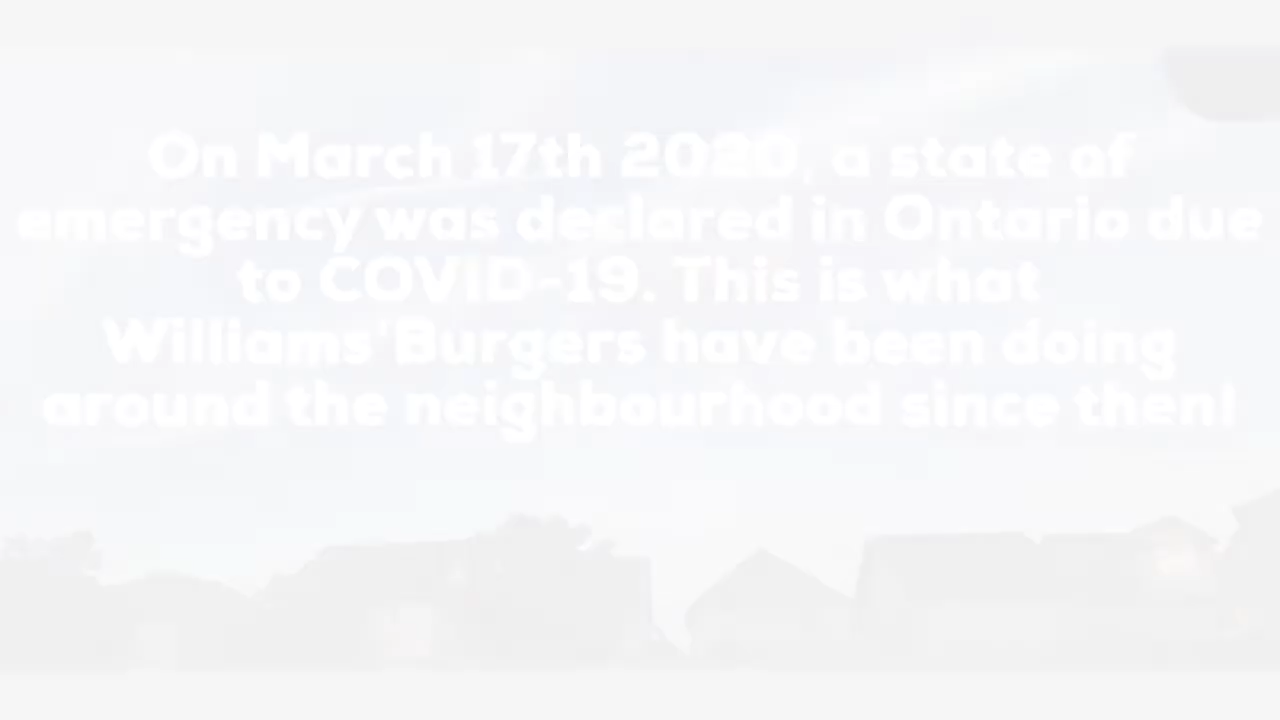 On March 17th 2020, a state of
emergency was declared in Ontario due
to COVID-19. This is what
Williams'Burgers have been doing
around the neighbourhood since then!